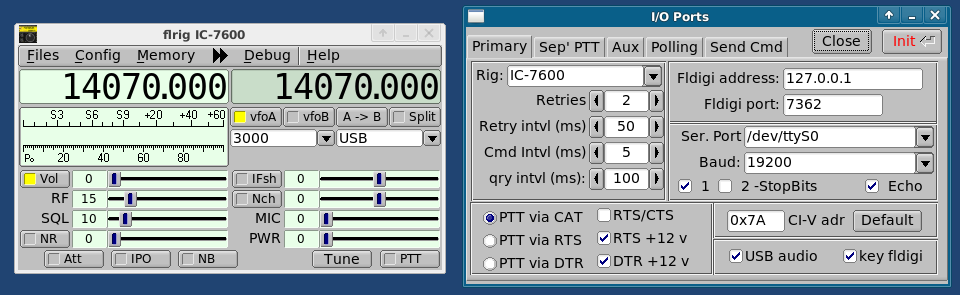 flrig IC-7600
Files Config Memory Debug Help
14070.000 14070.000
S3 S6 S9 +20 +40 +60
Po 20 40 60 80
vfoA vfoB A -> B Split
3000 USB
Vol 0 IFsh 0
RF 15 Nch 0
SQL 10 MIC 0
NR 0 PWR 0
Att IPO NB Tune PTT
I/O Ports
Primary Sep' PTT Aux Polling Send Cmd Close Init
Rig: IC-7600
Retries 2
Retry intvl (ms) 50
Cmd Intvl (ms) 5
qry intvl (ms): 100
Fldigi address: 127.0.0.1
Fldigi port: 7362
Ser. Port /dev/ttyS0
Baud: 19200
1 2 -StopBits Echo
PTT via CAT RTS/CTS
PTT via RTS RTS +12 v
PTT via DTR DTR +12 v
0x7A CI-V adr Default
USB audio key fldigi